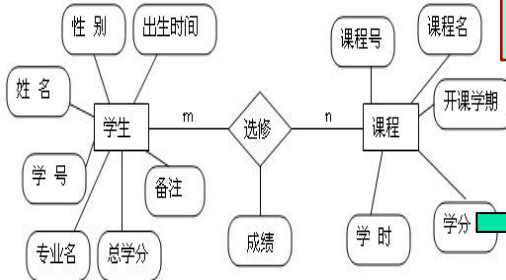 性 别
出生时间
课程号
课程名
姓 名
开课学期
学生
m
选修
n
课程
学 号
备注
专业名
总学分
成绩
学 时
学分